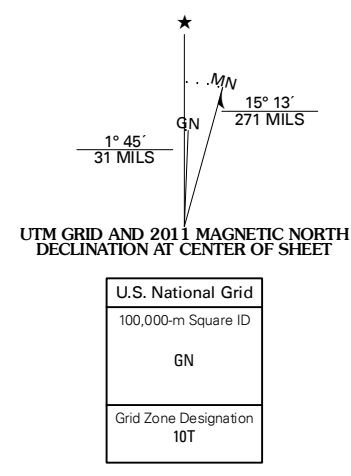 ★
MN
GN
15° 13´
271 MILS
1° 45´
31 MILS
UTM GRID AND 2011 MAGNETIC NORTH
DECLINATION AT CENTER OF SHEET
U.S. National Grid
100,000-m Square ID
GN
Grid Zone Designation
10T